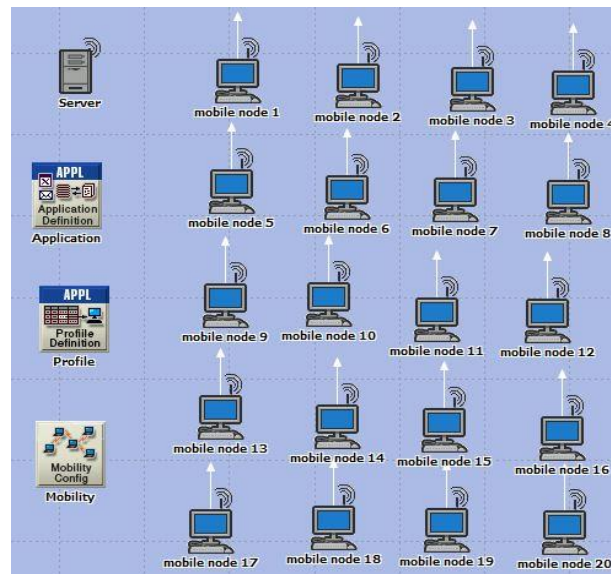 Server
mobile node 1
mobile node 2
mobile node 3
mobile node 4
APPL
Application
Definition
Application
mobile node 5
mobile node 6
mobile node 7
mobile node 8
APPL
Profile
Definition
Profile
mobile node 9
mobile node 10
mobile node 11
mobile node 12
Mobility
Config
Mobility
mobile node 13
mobile node 14
mobile node 15
mobile node 16
mobile node 17
mobile node 18
mobile node 19
mobile node 20